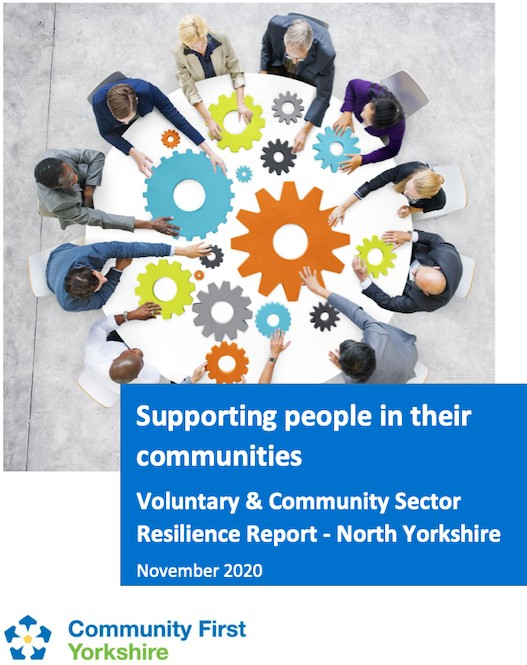 Supporting people in their
communities
Voluntary & Community Sector
Resilience Report - North Yorkshire
November 2020
Community First
Yorkshire